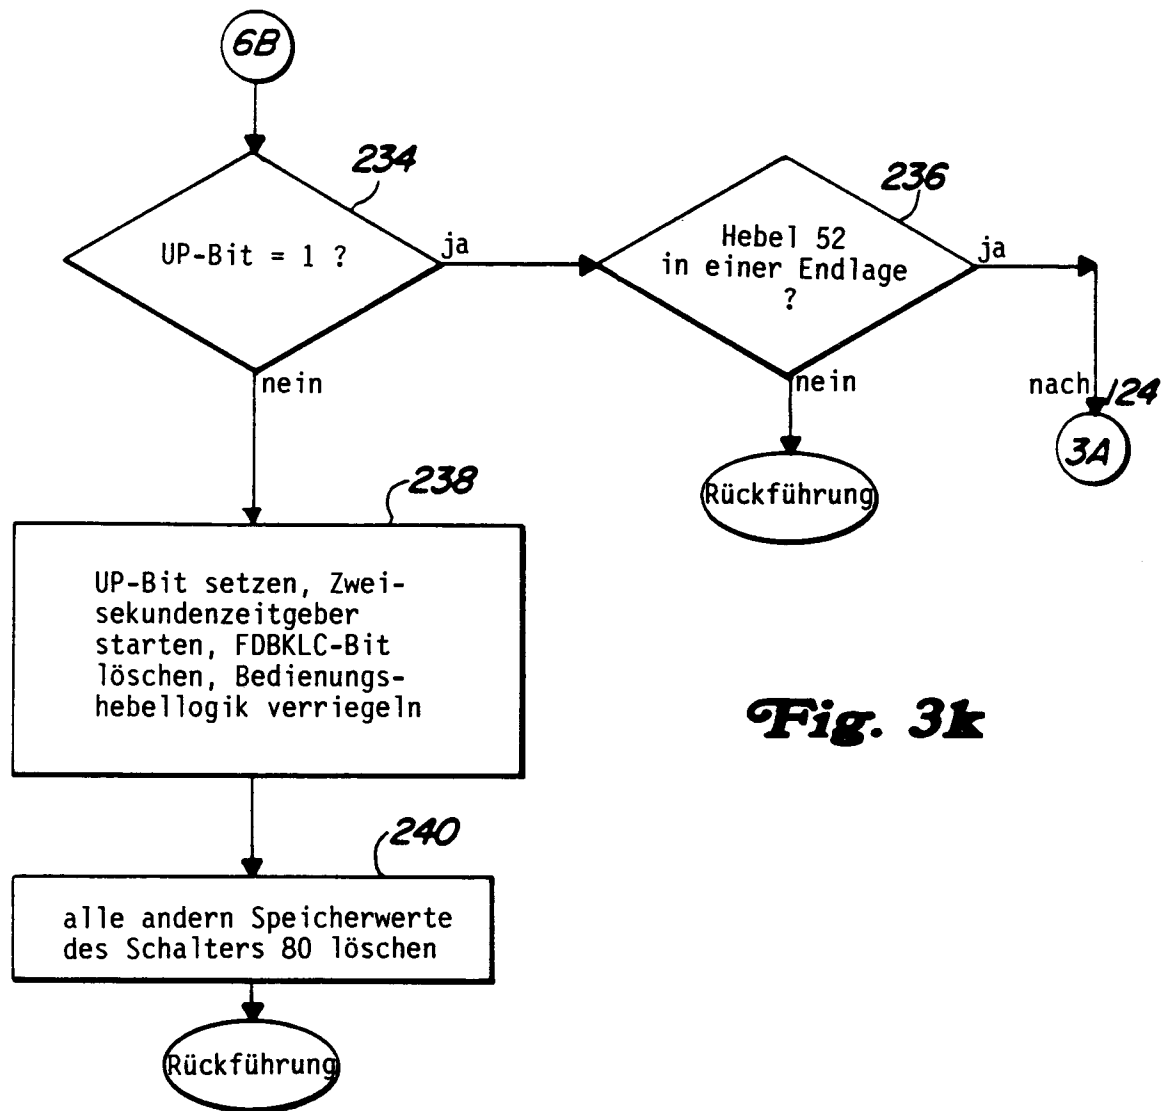 6B
234
UP-Bit = 1 ?
ja
236
Hebel 52
in einer Endlage
?
ja
nein
nein
nach 124
3A
Rückführung
238
UP-Bit setzen, Zwei-
sekundenzeitgeber
starten, FDBKLC-Bit
löschen, Bedienungs-
hebellogik verriegeln
Fig. 3k
240
alle andern Speicherwerte
des Schalters 80 löschen
Rückführung